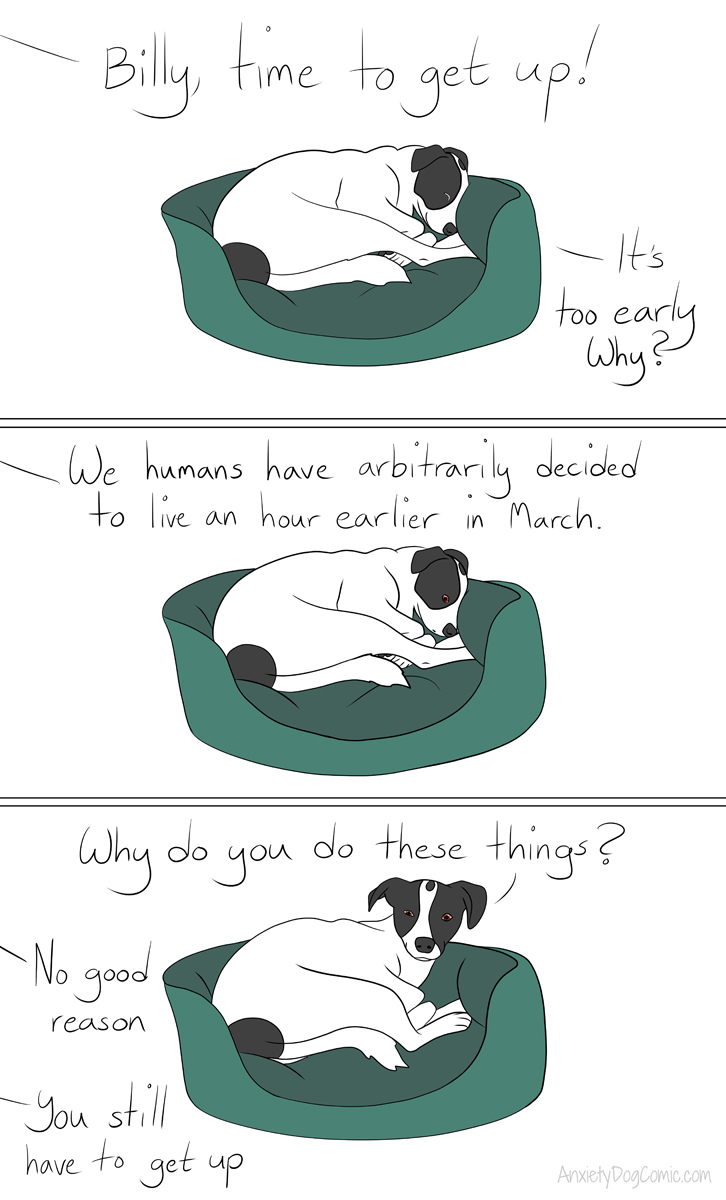 Billy, time to get up!
It's
too early
Why?
We humans have arbitrarily decided
to live an hour earlier in March.
Why do you do these things?
No good
reason
You still
have to get up
AnxietyDogComic.com